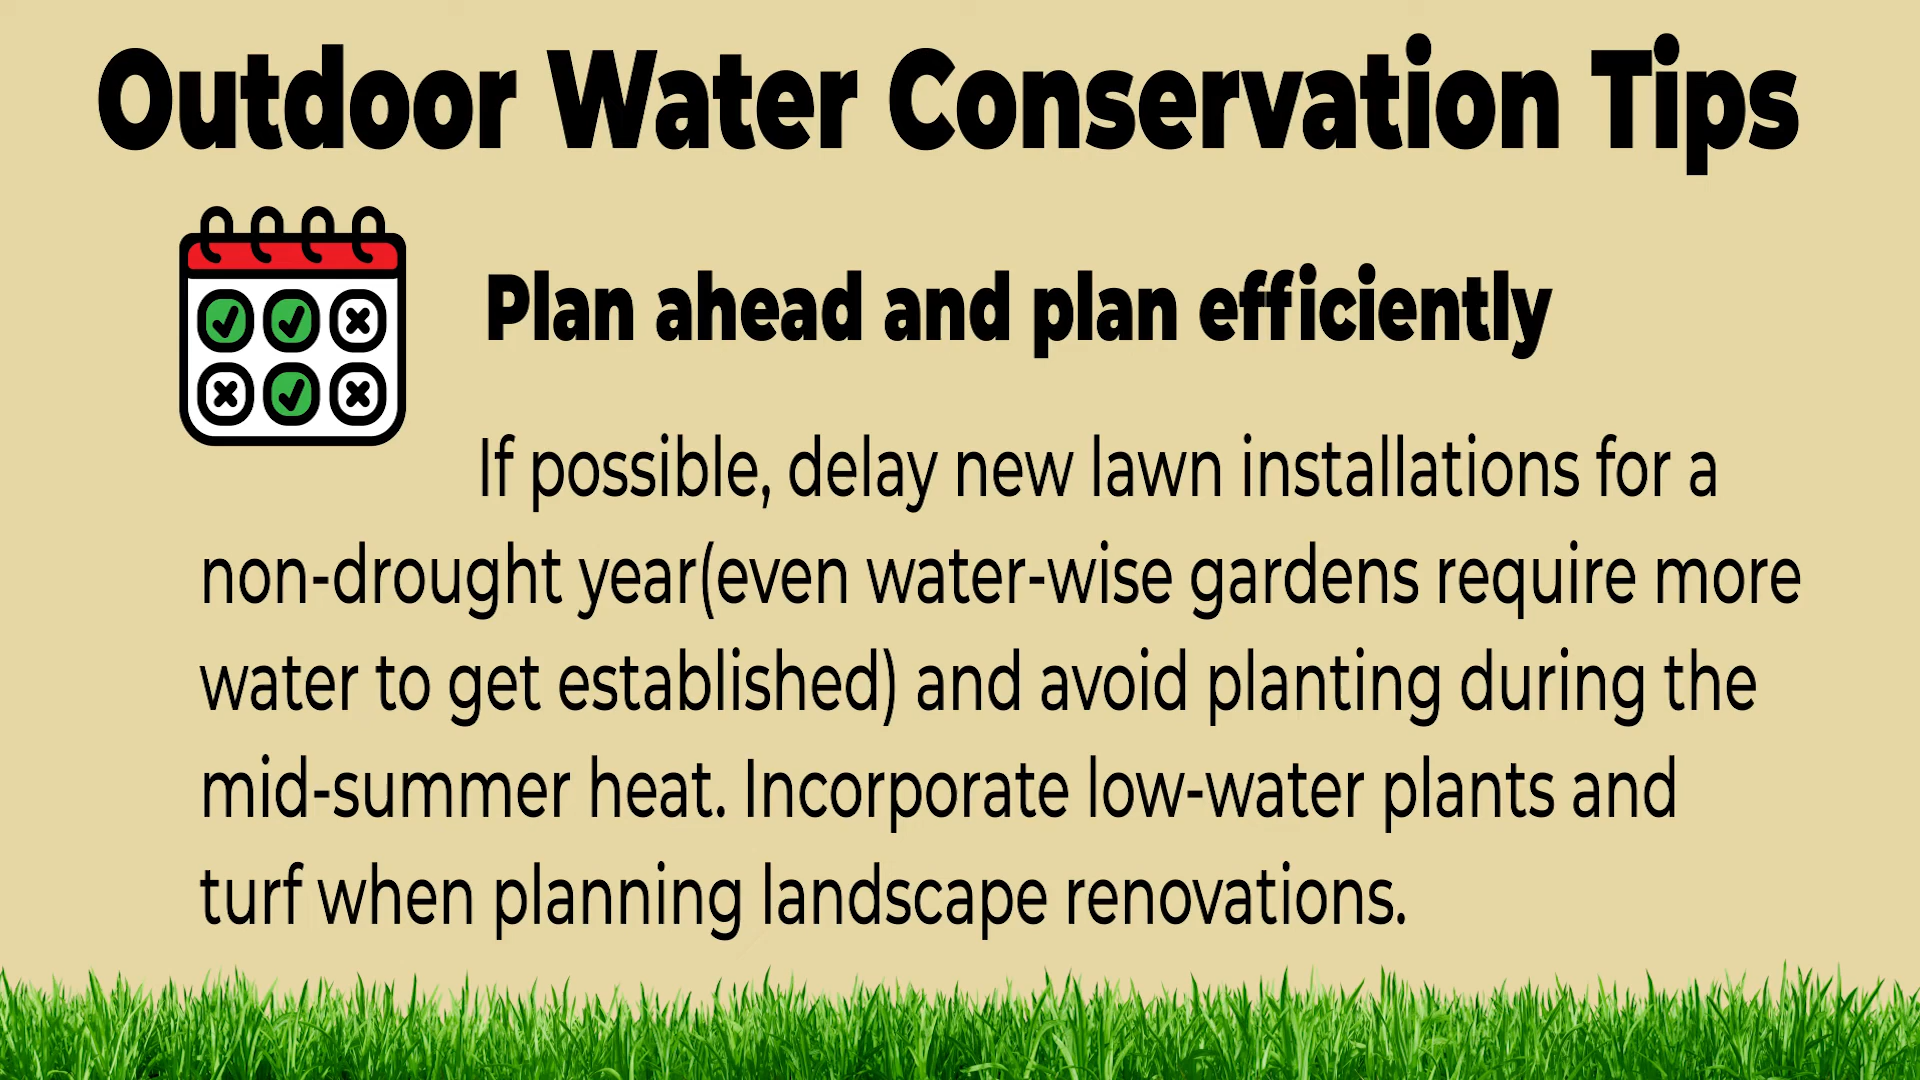 Outdoor Water Conservation Tips
Plan ahead and plan efficiently
If possible, delay new lawn installations for a
non-drought year(even water-wise gardens require more
water to get established) and avoid planting during the
mid-summer heat. Incorporate low-water plants and
turf when planning landscape renovations.